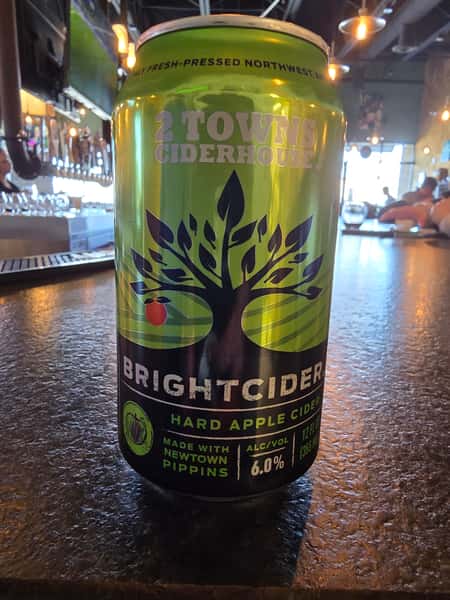 FRESH-PRESSED NORTHWEST
2 TOWNS
CIDERHOUSE
BRIGHTCIDER
HARD APPLE CIDER
MADE WITH
NEWTOWN
PIPPINS
ALC/VOL
6.0%